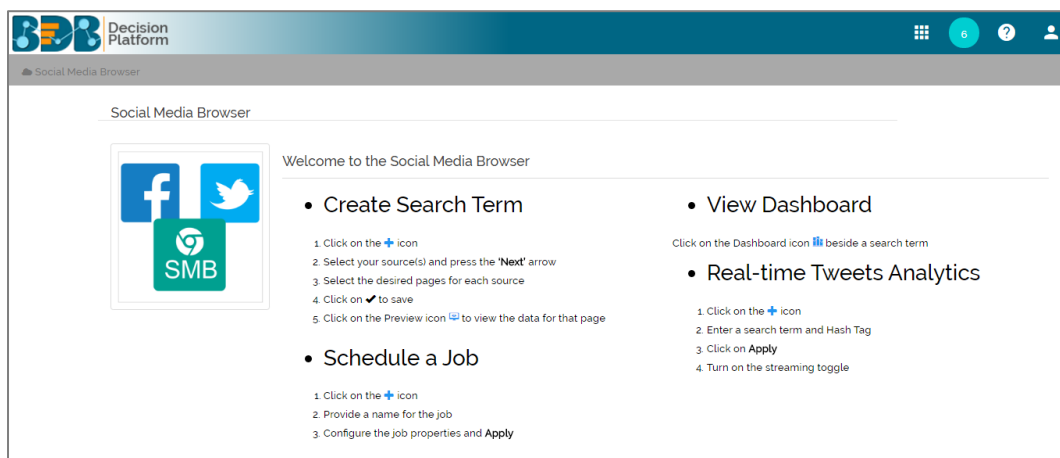 BDB Decision Platform
6
?
Social Media Browser
Social Media Browser
SMB
Welcome to the Social Media Browser
• Create Search Term
1. Click on the + icon
2. Select your source(s) and press the 'Next' arrow
3. Select the desired pages for each source
4. Click on ✔ to save
5. Click on the Preview icon to view the data for that page
• Schedule a Job
1. Click on the + icon
2. Provide a name for the job
3. Configure the job properties and Apply
• View Dashboard
Click on the Dashboard icon beside a search term
• Real-time Tweets Analytics
1. Click on the + icon
2. Enter a search term and Hash Tag
3. Click on Apply
4. Turn on the streaming toggle